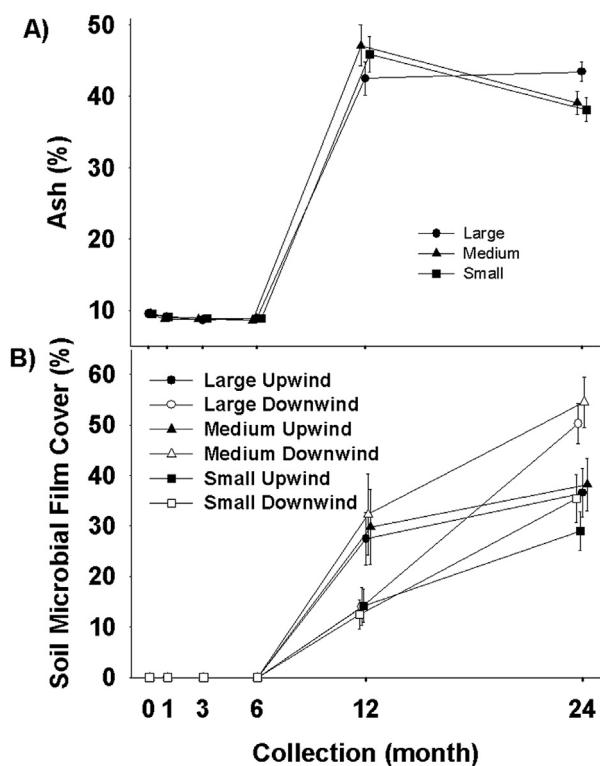 A)
50
40
30
20
10
Ash (%)
Large
Medium
Small
B)
60
50
40
30
20
10
0
Soil Microbial Film Cover (%)
Large Upwind
Large Downwind
Medium Upwind
Medium Downwind
Small Upwind
Small Downwind
0 1 3 6 12 24
Collection (month)